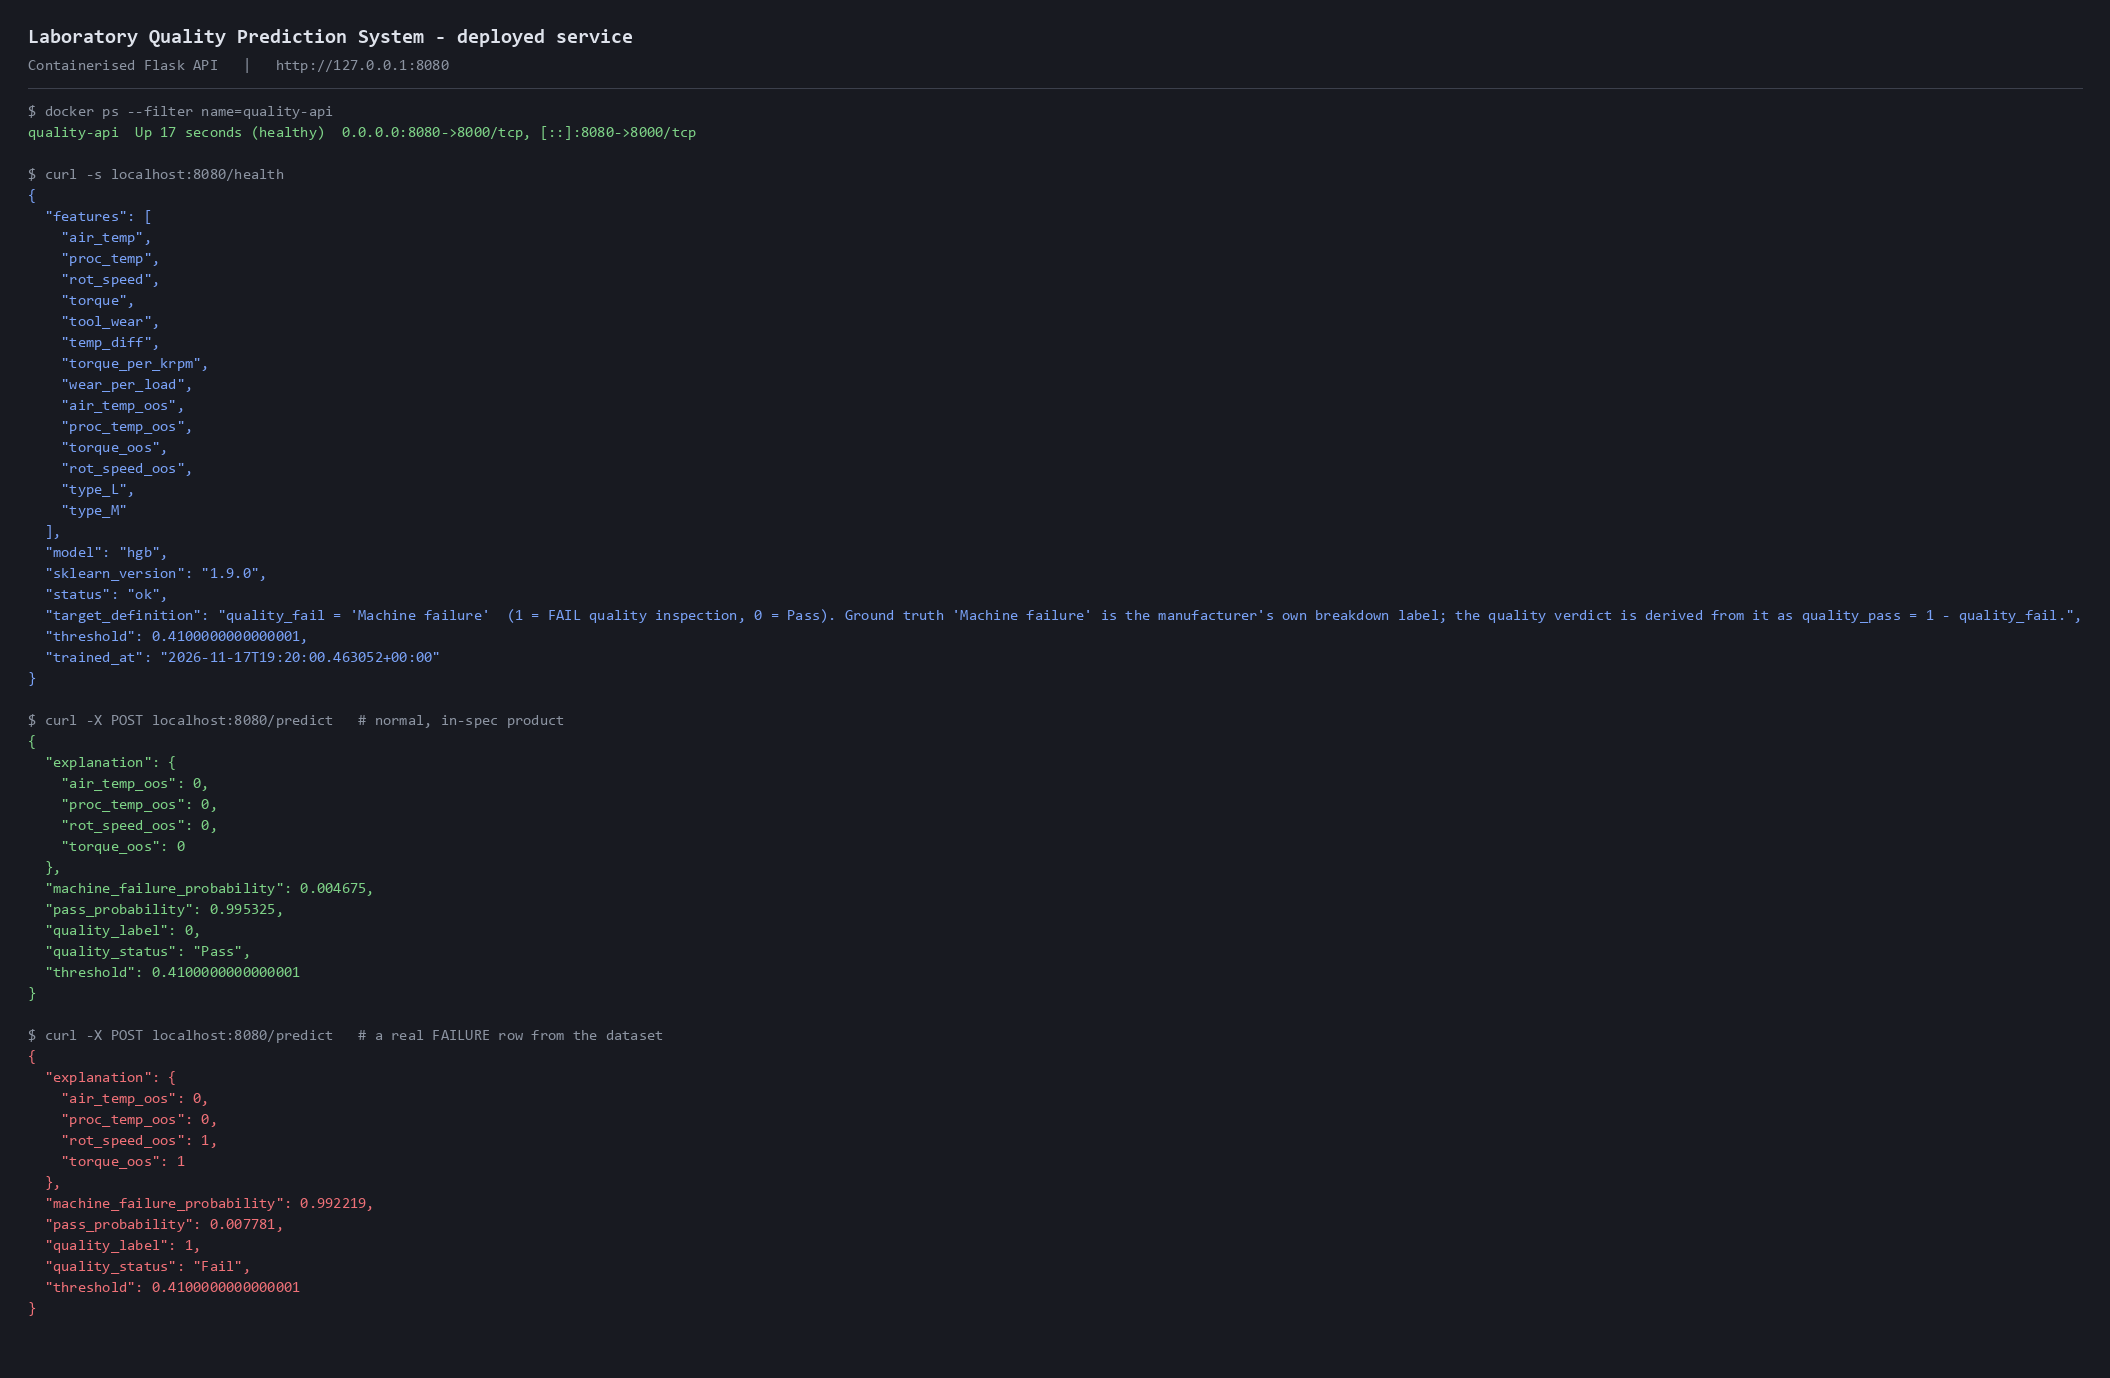 Laboratory Quality Prediction System - deployed service
Containerised Flask API | http://127.0.0.1:8080
$ docker ps --filter name=quality-api
quality-api  Up 17 seconds (healthy)  0.0.0.0:8080->8000/tcp, [::]:8080->8000/tcp
$ curl -s localhost:8080/health
{
  "features": [
    "air_temp",
    "proc_temp",
    "rot_speed",
    "torque",
    "tool_wear",
    "temp_diff",
    "torque_per_krpm",
    "wear_per_load",
    "air_temp_oos",
    "proc_temp_oos",
    "torque_oos",
    "rot_speed_oos",
    "type_L",
    "type_M"
  ],
  "model": "hgb",
  "sklearn_version": "1.9.0",
  "status": "ok",
  "target_definition": "quality_fail = 'Machine failure'  (1 = FAIL quality inspection, 0 = Pass). Ground truth 'Machine failure' is the manufacturer's own breakdown label; the quality verdict is derived from it as quality_pass = 1 - quality_fail.",
  "threshold": 0.4100000000000001,
  "trained_at": "2026-11-17T19:20:00.463052+00:00"
}
$ curl -X POST localhost:8080/predict   # normal, in-spec product
{
  "explanation": {
    "air_temp_oos": 0,
    "proc_temp_oos": 0,
    "rot_speed_oos": 0,
    "torque_oos": 0
  },
  "machine_failure_probability": 0.004675,
  "pass_probability": 0.995325,
  "quality_label": 0,
  "quality_status": "Pass",
  "threshold": 0.4100000000000001
}
$ curl -X POST localhost:8080/predict   # a real FAILURE row from the dataset
{
  "explanation": {
    "air_temp_oos": 0,
    "proc_temp_oos": 0,
    "rot_speed_oos": 1,
    "torque_oos": 1
  },
  "machine_failure_probability": 0.992219,
  "pass_probability": 0.007781,
  "quality_label": 1,
  "quality_status": "Fail",
  "threshold": 0.4100000000000001
}